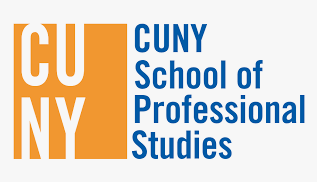 CU
NY
CUNY
School of
Professional
Studies